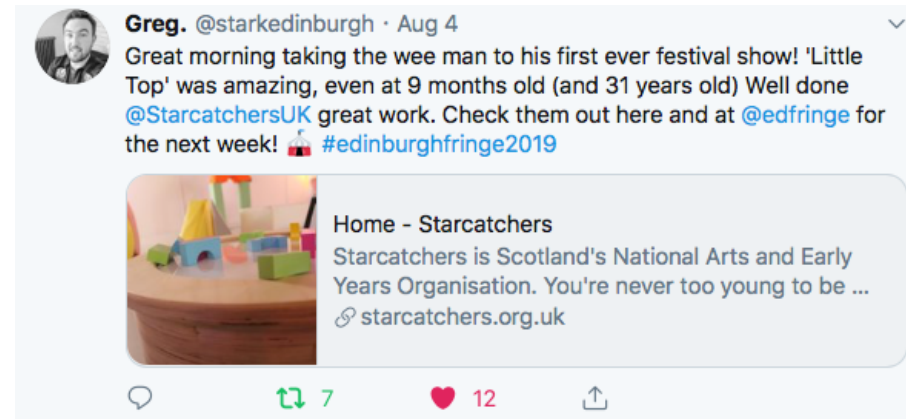 Greg. @starkedinburgh · Aug 4
Great morning taking the wee man to his first ever festival show! 'Little
Top' was amazing, even at 9 months old (and 31 years old) Well done
@StarcatchersUK great work. Check them out here and at @edfringe for
the next week! 🎪 #edinburghfringe2019
Home - Starcatchers
Starcatchers is Scotland's National Arts and Early
Years Organisation. You're never too young to be ...
starcatchers.org.uk
7 12